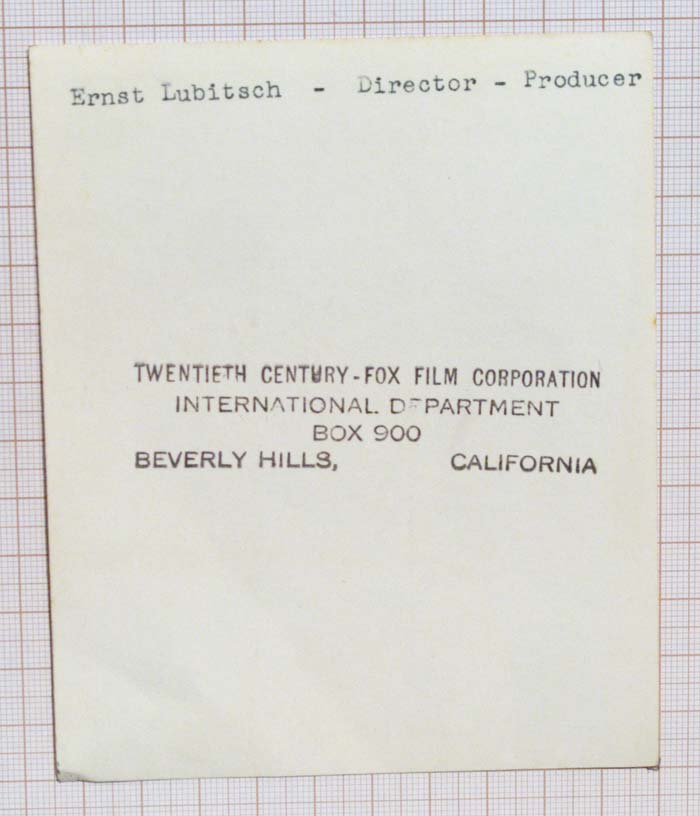 Ernst Lubitsch - Director - Producer
TWENTIETH CENTURY-FOX FILM CORPORATION
INTERNATIONAL DEPARTMENT
BOX 900
BEVERLY HILLS, CALIFORNIA